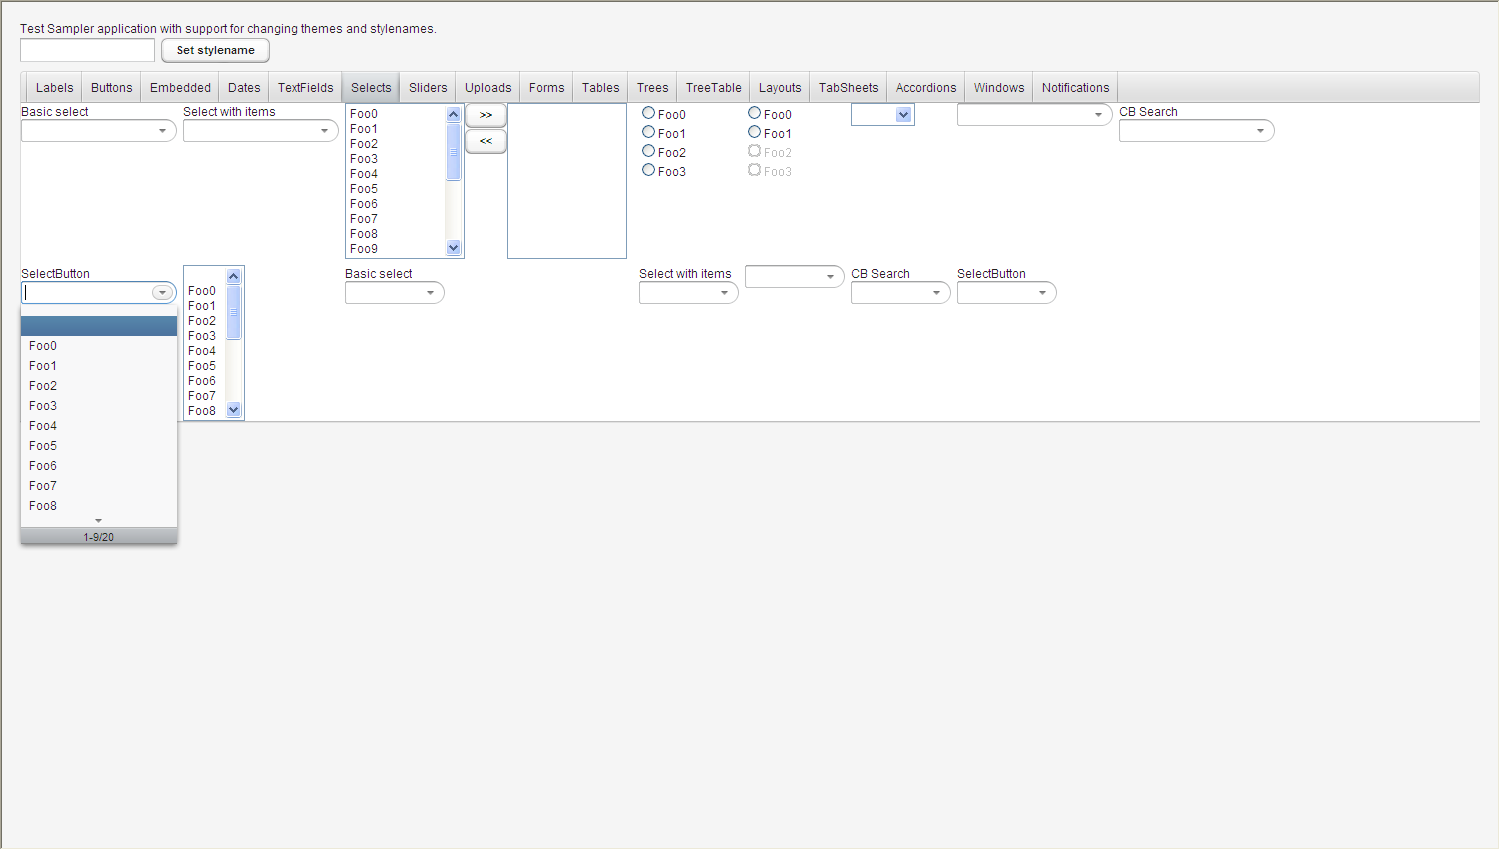 Test Sampler application with support for changing themes and stylenames.
Set stylename
Labels Buttons Embedded Dates TextFields Selects Sliders Uploads Forms Tables Trees TreeTable Layouts TabSheets Accordions Windows Notifications
Basic select
Select with items
Foo0
Foo1
Foo2
Foo3
Foo4
Foo5
Foo6
Foo7
Foo8
Foo9
>>
<<
Foo0
Foo1
Foo2
Foo3
Foo0
Foo1
Foo2
Foo3
CB Search
SelectButton
Foo0
Foo1
Foo2
Foo3
Foo4
Foo5
Foo6
Foo7
Foo8
1-9/20
Foo0
Foo1
Foo2
Foo3
Foo4
Foo5
Foo6
Foo7
Foo8
Basic select
Select with items
CB Search
SelectButton